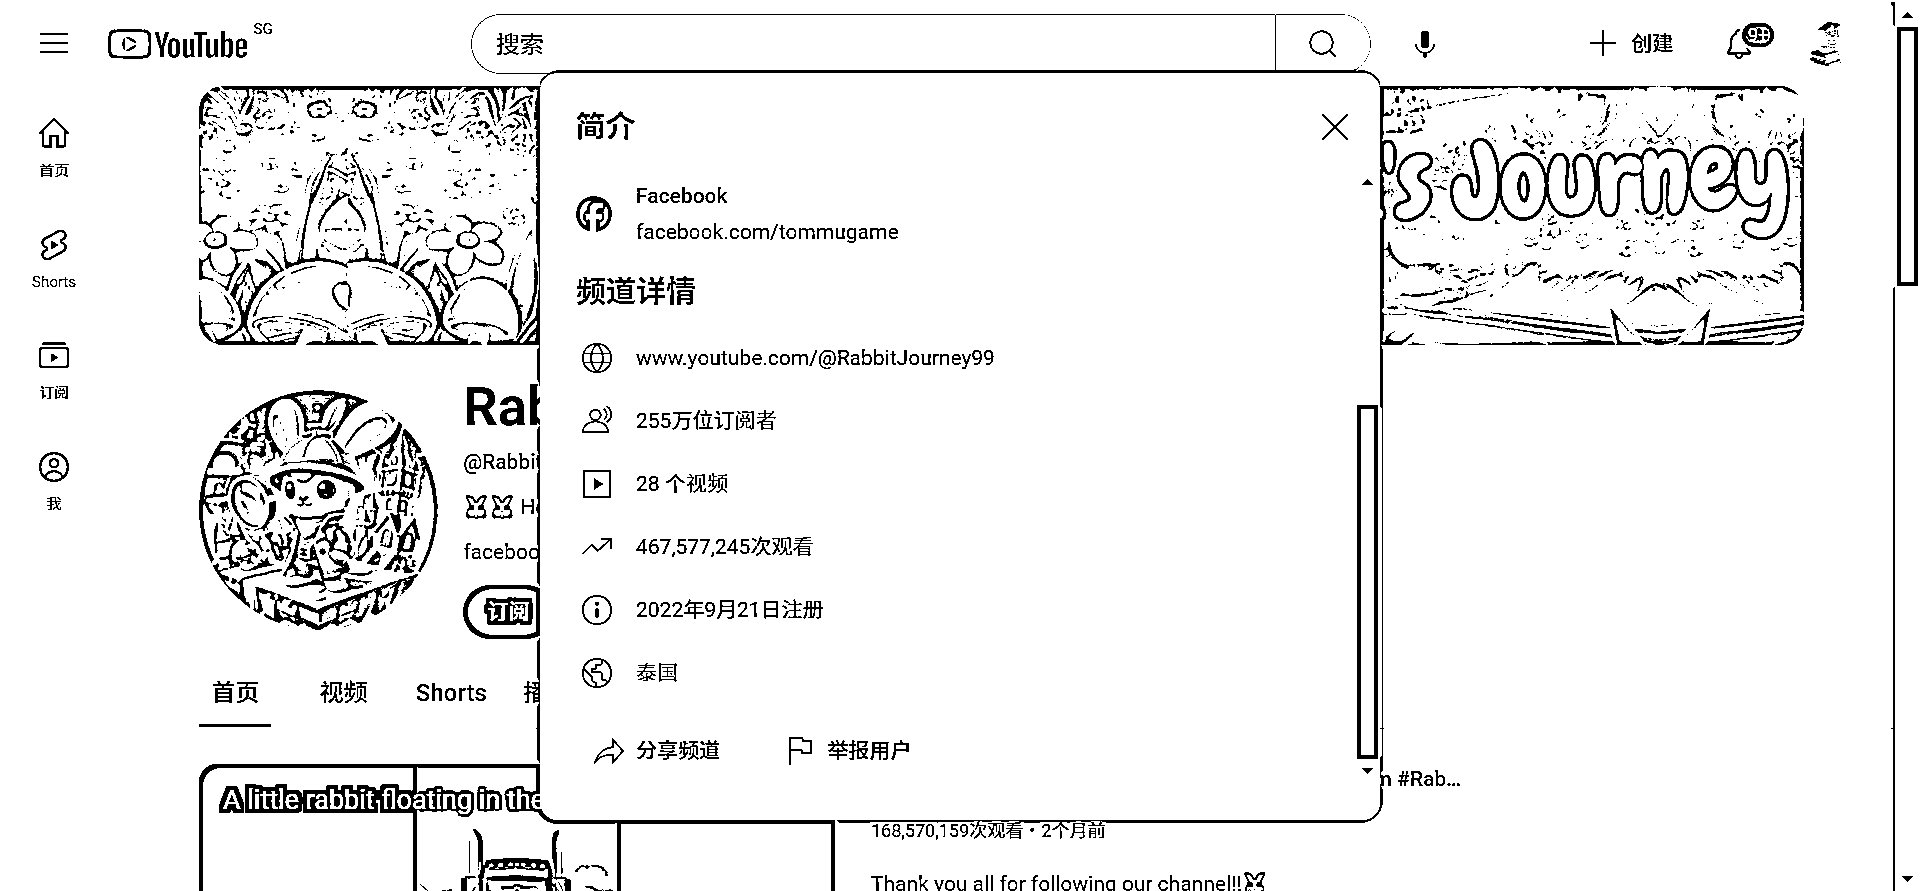 YouTube SG
搜索
创建
9+
首页
Shorts
订阅
我
's Journey
简介
Facebook
facebook.com/tommugame
频道详情
www.youtube.com/@RabbitJourney99
255万位订阅者
28 个视频
467,577,245次观看
2022年9月21日注册
泰国
分享频道
举报用户
Rab
@Rabbit
faceboo
订阅
首页
视频
Shorts
播
A little rabbit floating in the
#Rab...
168,570,159次观看・2个月前
Thank you all for following our channel!!